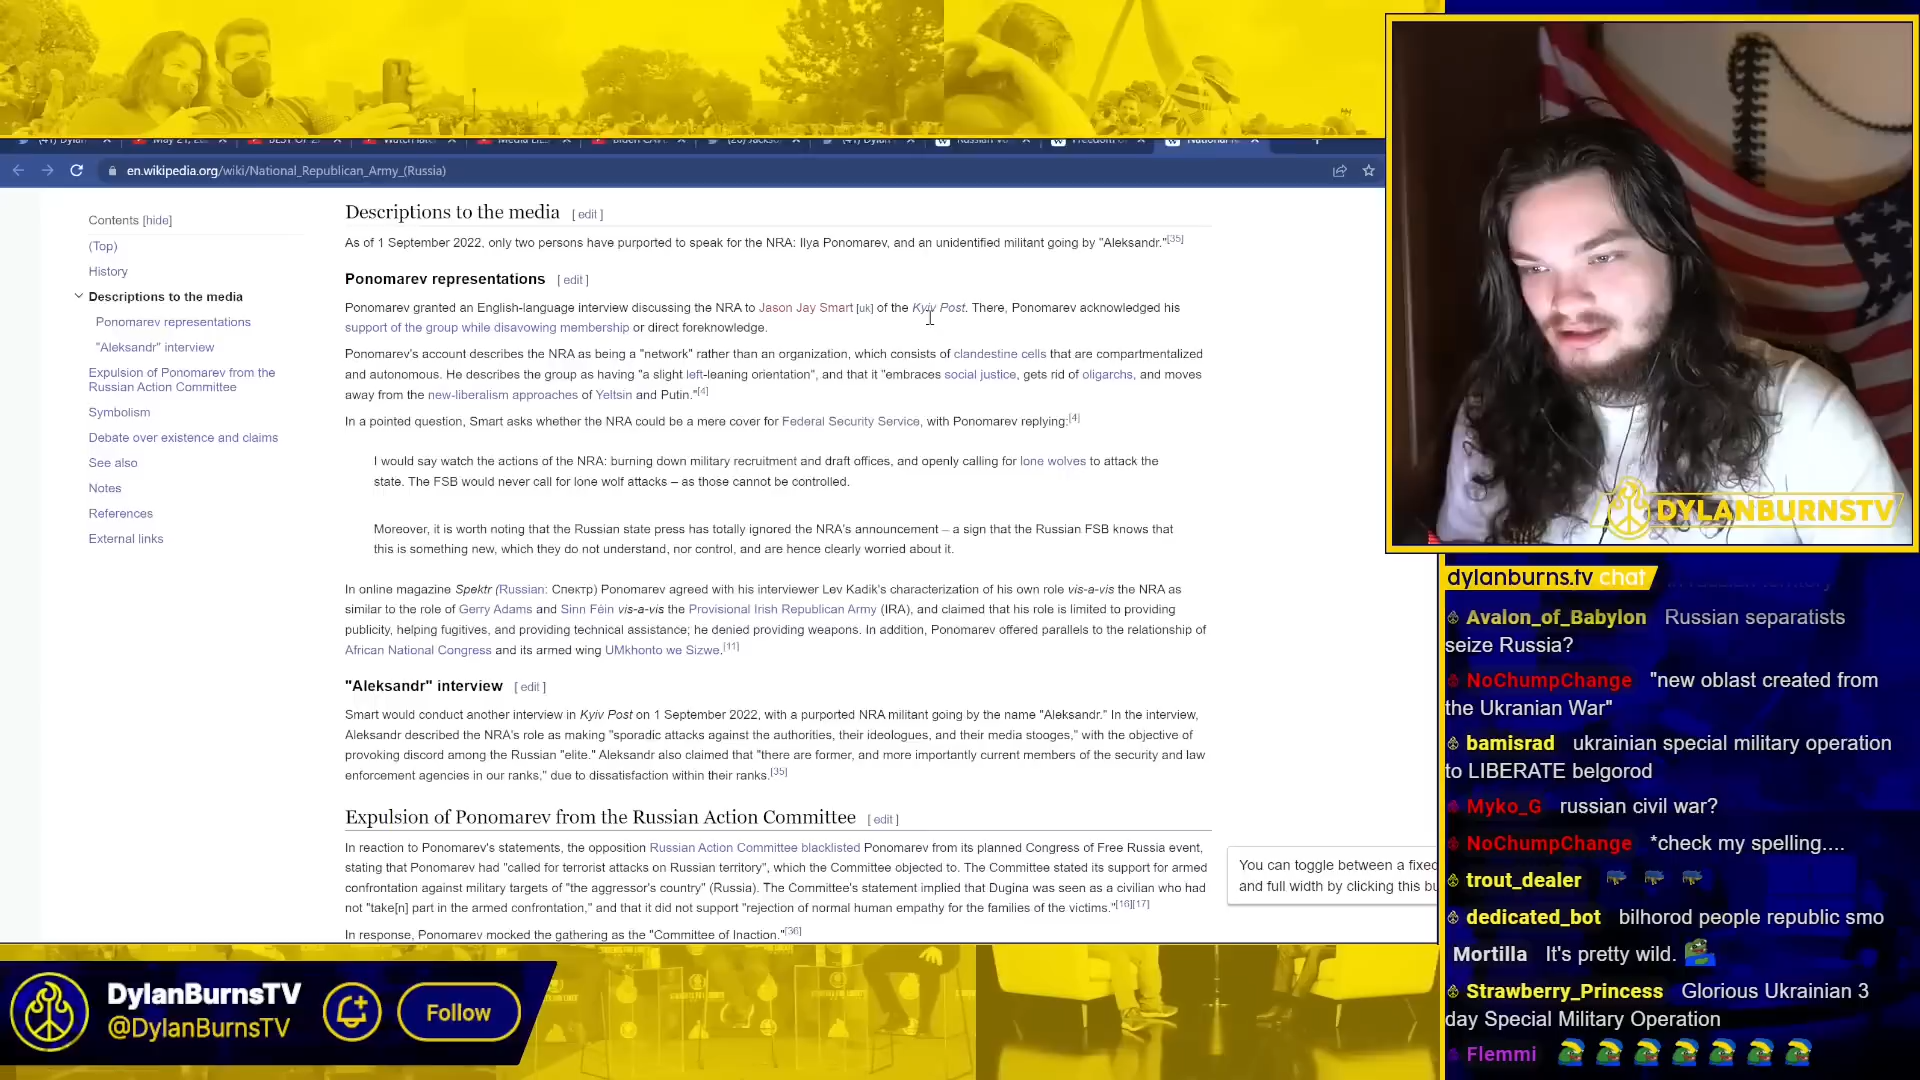 en.wikipedia.org/wiki/National_Republican_Army_(Russia)
Contents [hide]
(Top)
History
Descriptions to the media
Ponomarev representations
"Aleksandr" interview
Expulsion of Ponomarev from the
Russian Action Committee
Symbolism
Debate over existence and claims
See also
Notes
References
External links
Descriptions to the media [ edit ]
As of 1 September 2022, only two persons have purported to speak for the NRA: Ilya Ponomarev, and an unidentified militant going by "Aleksandr."[35]
Ponomarev representations [ edit ]
Ponomarev granted an English-language interview discussing the NRA to Jason Jay Smart [uk] of the Kyiv Post. There, Ponomarev acknowledged his
support of the group while disavowing membership or direct foreknowledge.
Ponomarev's account describes the NRA as being a "network" rather than an organization, which consists of clandestine cells that are compartmentalized
and autonomous. He describes the group as having "a slight left-leaning orientation", and that it "embraces social justice, gets rid of oligarchs, and moves
away from the new-liberalism approaches of Yeltsin and Putin."[4]
In a pointed question, Smart asks whether the NRA could be a mere cover for Federal Security Service, with Ponomarev replying:[4]
I would say watch the actions of the NRA: burning down military recruitment and draft offices, and openly calling for lone wolves to attack the
state. The FSB would never call for lone wolf attacks – as those cannot be controlled.
Moreover, it is worth noting that the Russian state press has totally ignored the NRA's announcement – a sign that the Russian FSB knows that
this is something new, which they do not understand, nor control, and are hence clearly worried about it.
In online magazine Spektr (Russian: Спектр) Ponomarev agreed with his interviewer Lev Kadik's characterization of his own role vis-a-vis the NRA as
similar to the role of Gerry Adams and Sinn Féin vis-a-vis the Provisional Irish Republican Army (IRA), and claimed that his role is limited to providing
publicity, helping fugitives, and providing technical assistance; he denied providing weapons. In addition, Ponomarev offered parallels to the relationship of
African National Congress and its armed wing UMkhonto we Sizwe.[11]
"Aleksandr" interview [ edit ]
Smart would conduct another interview in Kyiv Post on 1 September 2022, with a purported NRA militant going by the name "Aleksandr." In the interview,
Aleksandr described the NRA's role as making "sporadic attacks against the authorities, their ideologues, and their media stooges," with the objective of
provoking discord among the Russian "elite." Aleksandr also claimed that "there are former, and more importantly current members of the security and law
enforcement agencies in our ranks," due to dissatisfaction within their ranks.[35]
Expulsion of Ponomarev from the Russian Action Committee [ edit ]
In reaction to Ponomarev's statements, the opposition Russian Action Committee blacklisted Ponomarev from its planned Congress of Free Russia event,
stating that Ponomarev had "called for terrorist attacks on Russian territory", which the Committee objected to. The Committee stated its support for armed
confrontation against military targets of "the aggressor's country" (Russia). The Committee's statement implied that Dugina was seen as a civilian who had
not "take[n] part in the armed confrontation," and that it did not support "rejection of normal human empathy for the families of the victims."[16][17]
In response, Ponomarev mocked the gathering as the "Committee of Inaction."[36]
You can toggle between a fixed
and full width by clicking this bu
DYLANBURNSTV
dylanburns.tv chat
Avalon_of_Babylon Russian separatists
seize Russia?
NoChumpChange "new oblast created from
the Ukranian War"
bamisrad ukrainian special military operation
to LIBERATE belgorod
Myko_G russian civil war?
NoChumpChange *check my spelling....
trout_dealer
dedicated_bot bilhorod people republic smo
Mortilla It's pretty wild.
Strawberry_Princess Glorious Ukrainian 3
day Special Military Operation
Flemmi
DylanBurnsTV
@DylanBurnsTV
Follow